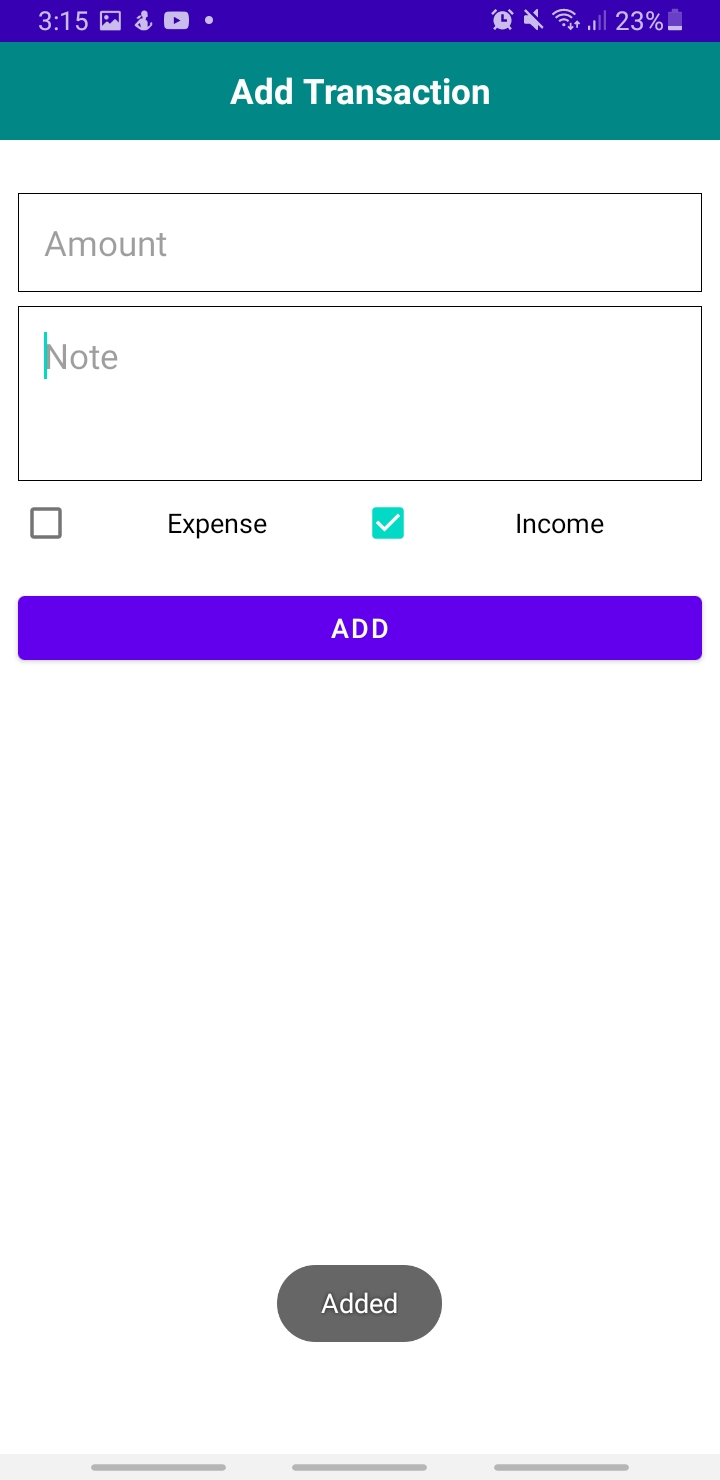 3:15 23%
Add Transaction
Amount
Note
Expense Income
ADD
Added